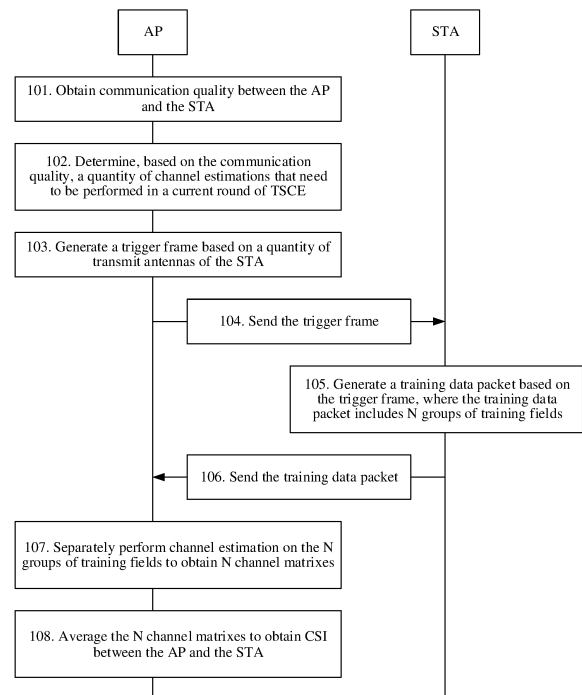 AP
STA
101. Obtain communication quality between the AP
and the STA
102. Determine, based on the communication
quality, a quantity of channel estimations that need
to be performed in a current round of TSCE
103. Generate a trigger frame based on a quantity of
transmit antennas of the STA
104. Send the trigger frame
105. Generate a training data packet based on
the trigger frame, where the training data
packet includes N groups of training fields
106. Send the training data packet
107. Separately perform channel estimation on the N
groups of training fields to obtain N channel matrixes
108. Average the N channel matrixes to obtain CSI
between the AP and the STA